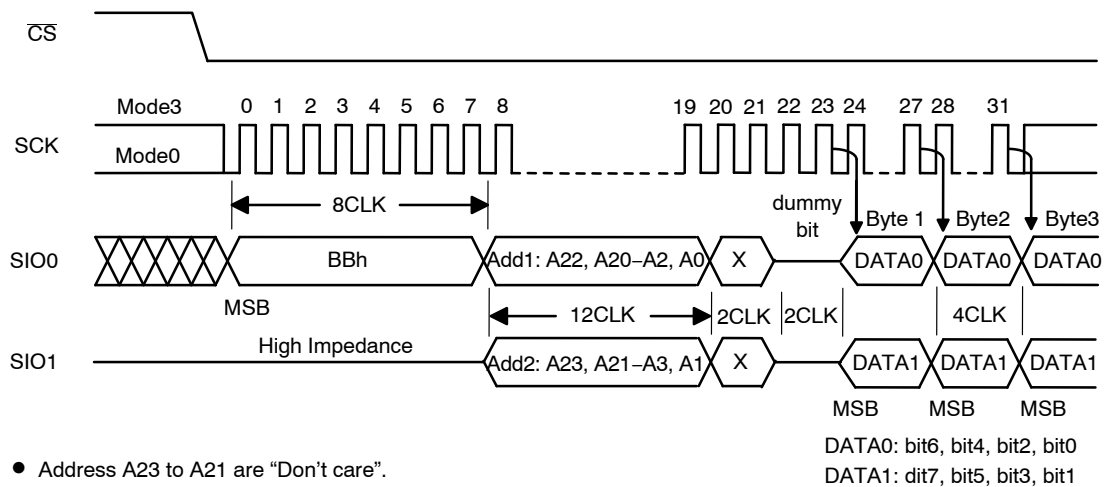 CS
Mode3 0 1 2 3 4 5 6 7 8 19 20 21 22 23 24 27 28 31
SCK
Mode0
8CLK
dummy
bit
Byte 1 Byte2 Byte3
SIO0 BBh Add1: A22, A20−A2, A0 X DATA0 DATA0 DATA0
MSB
12CLK 2CLK 2CLK 4CLK
High Impedance
SIO1 Add2: A23, A21−A3, A1 X DATA1 DATA1 DATA1
MSB MSB MSB
DATA0: bit6, bit4, bit2, bit0
● Address A23 to A21 are “Don’t care”.
DATA1: dit7, bit5, bit3, bit1